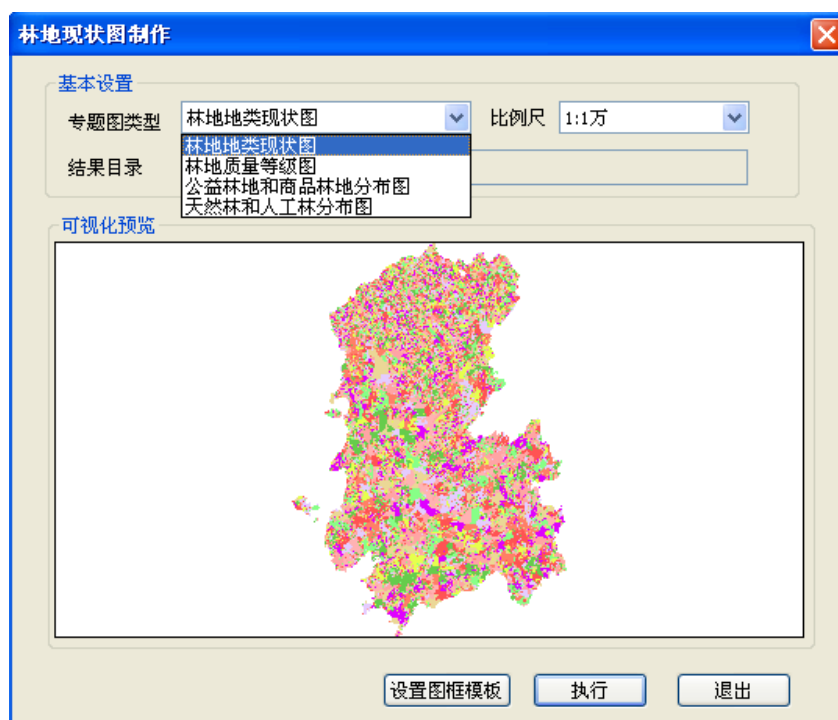 林地现状图制作
基本设置
专题图类型 林地地类现状图 比例尺 1:1万
林地地类现状图
结果目录 林地质量等级图
公益林地和商品林地分布图
天然林和人工林分布图
可视化预览
设置图框模板 执行 退出